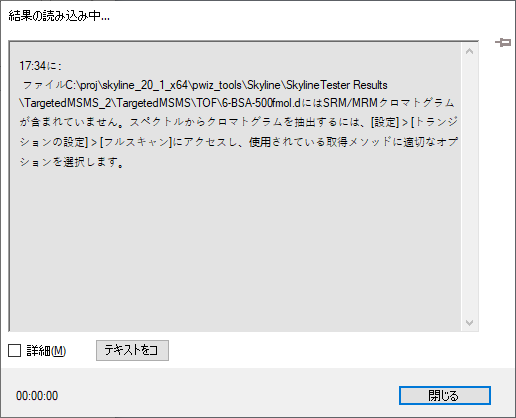 結果の読み込み中...
17:34に:
ファイルC:\proj\skyline_20_1_x64\pwiz_tools\Skyline\SkylineTester Results
\TargetedMSMS_2\TargetedMSMS\TOF\6-BSA-500fmol.dにはSRM/MRMクロマトグラム
が含まれていません。スペクトルからクロマトグラムを抽出するには、[設定] > [トランジ
ションの設定] > [フルスキャン]にアクセスし、使用されている取得メソッドに適切なオプ
ションを選択します。
詳細(M)
テキストをコ
00:00:00
閉じる